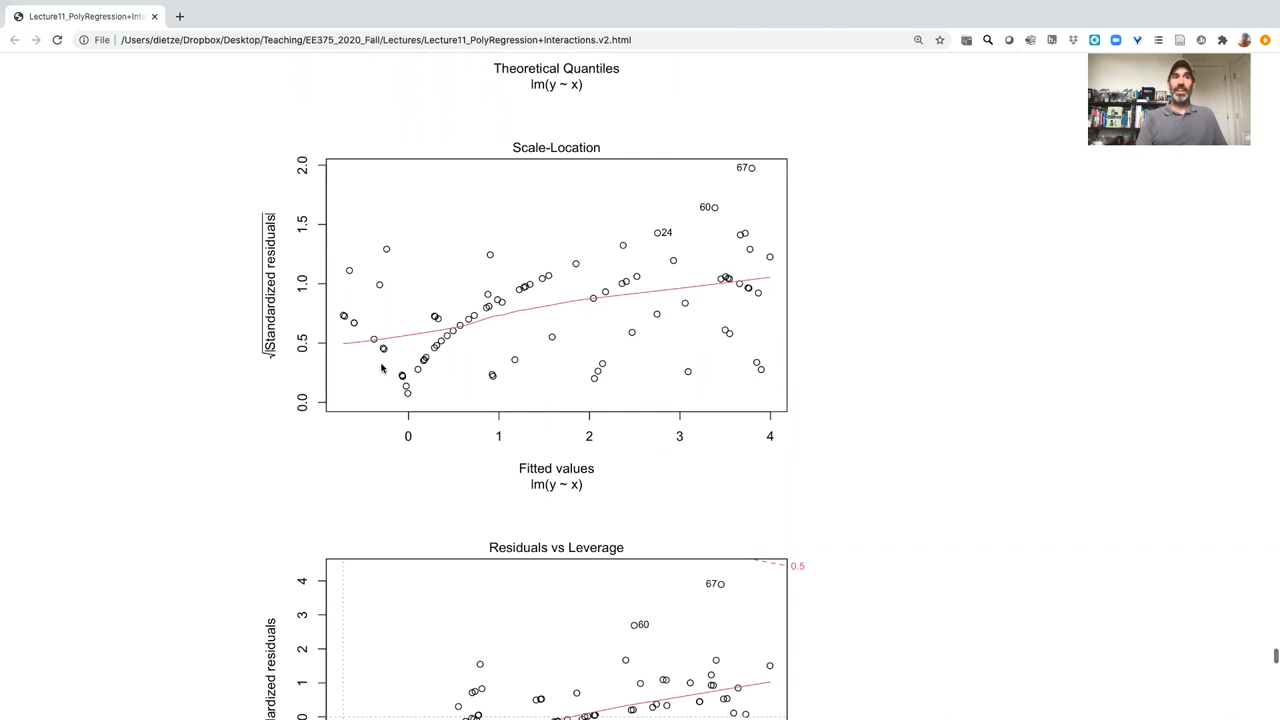 Lecture11_PolyRegression+Inte
File
/Users/dietze/Dropbox/Desktop/Teaching/EE375_2020_Fall/Lectures/Lecture11_PolyRegression+Interactions.v2.html
Theoretical Quantiles
lm(y ~ x)
Scale-Location
√|Standardized residuals|
2.0
1.5
1.0
0.5
0.0
67
60
24
0 1 2 3 4
Fitted values
lm(y ~ x)
Residuals vs Leverage
dardized residuals
4
3
2
1
0
0.5
67
60